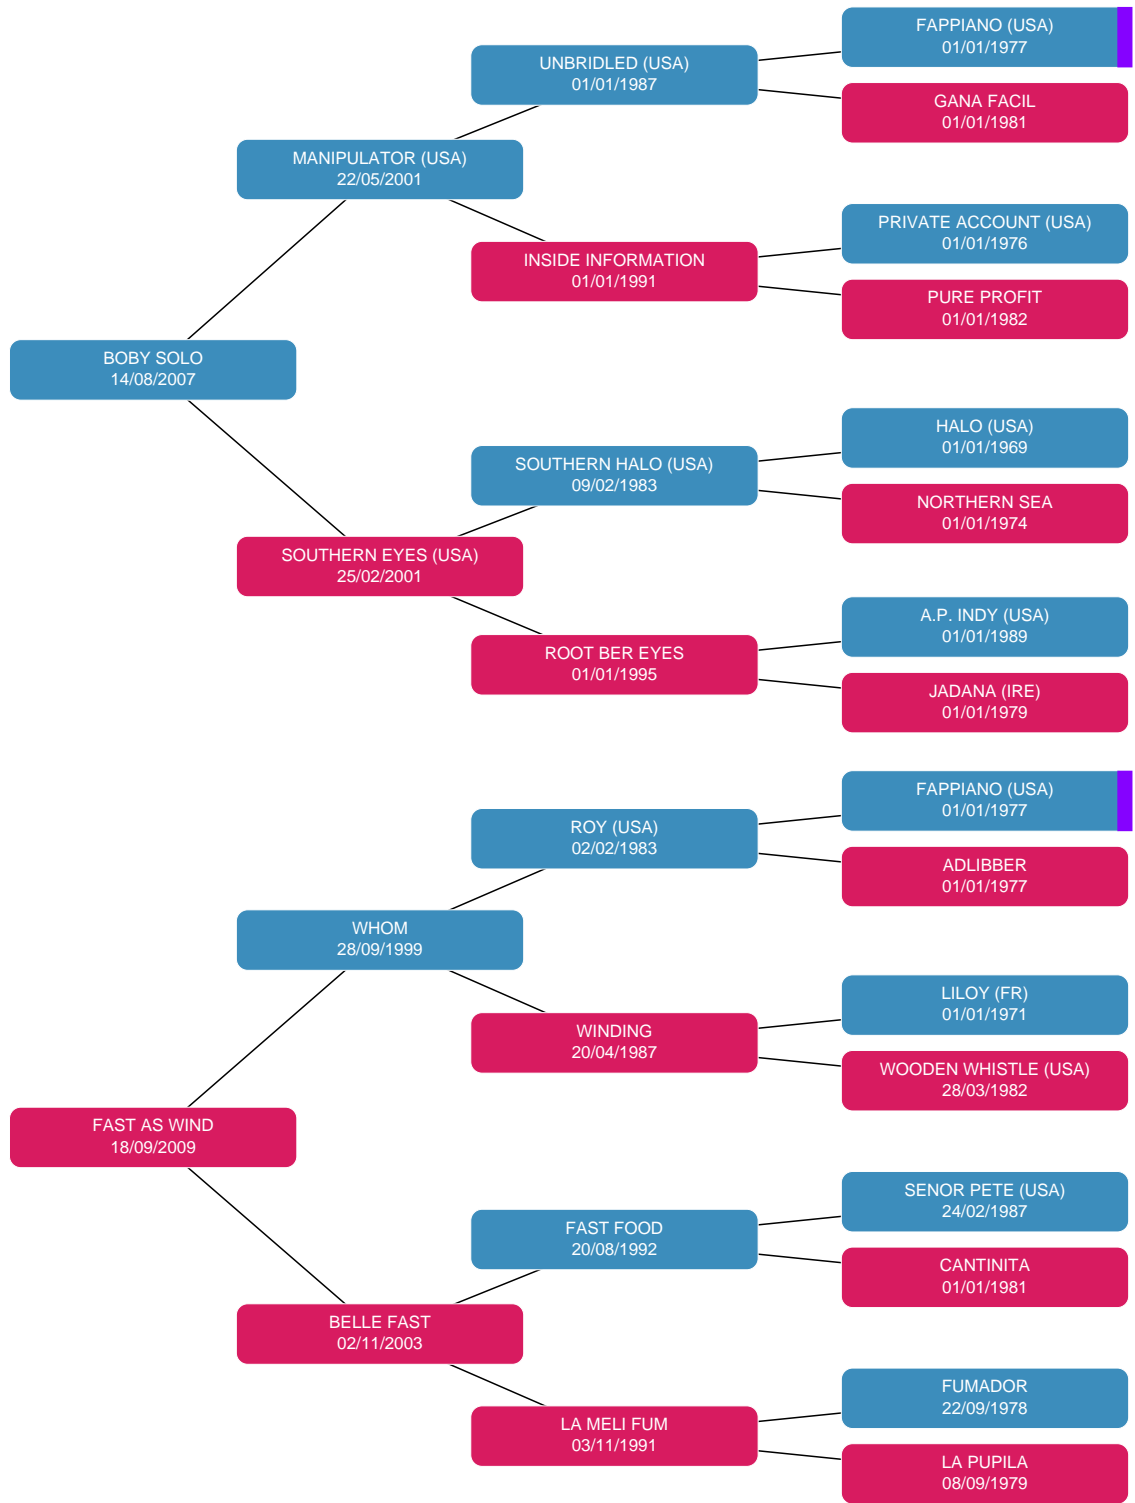 FAPPIANO (USA)
01/01/1977
UNBRIDLED (USA)
01/01/1987
GANA FACIL
01/01/1981
MANIPULATOR (USA)
22/05/2001
PRIVATE ACCOUNT (USA)
01/01/1976
INSIDE INFORMATION
01/01/1991
PURE PROFIT
01/01/1982
BOBY SOLO
14/08/2007
HALO (USA)
01/01/1969
SOUTHERN HALO (USA)
09/02/1983
NORTHERN SEA
01/01/1974
SOUTHERN EYES (USA)
25/02/2001
A.P. INDY (USA)
01/01/1989
ROOT BER EYES
01/01/1995
JADANA (IRE)
01/01/1979
FAPPIANO (USA)
01/01/1977
ROY (USA)
02/02/1983
ADLIBBER
01/01/1977
WHOM
28/09/1999
LILOY (FR)
01/01/1971
WINDING
20/04/1987
WOODEN WHISTLE (USA)
28/03/1982
FAST AS WIND
18/09/2009
SENOR PETE (USA)
24/02/1987
FAST FOOD
20/08/1992
CANTINITA
01/01/1981
BELLE FAST
02/11/2003
FUMADOR
22/09/1978
LA MELI FUM
03/11/1991
LA PUPILA
08/09/1979